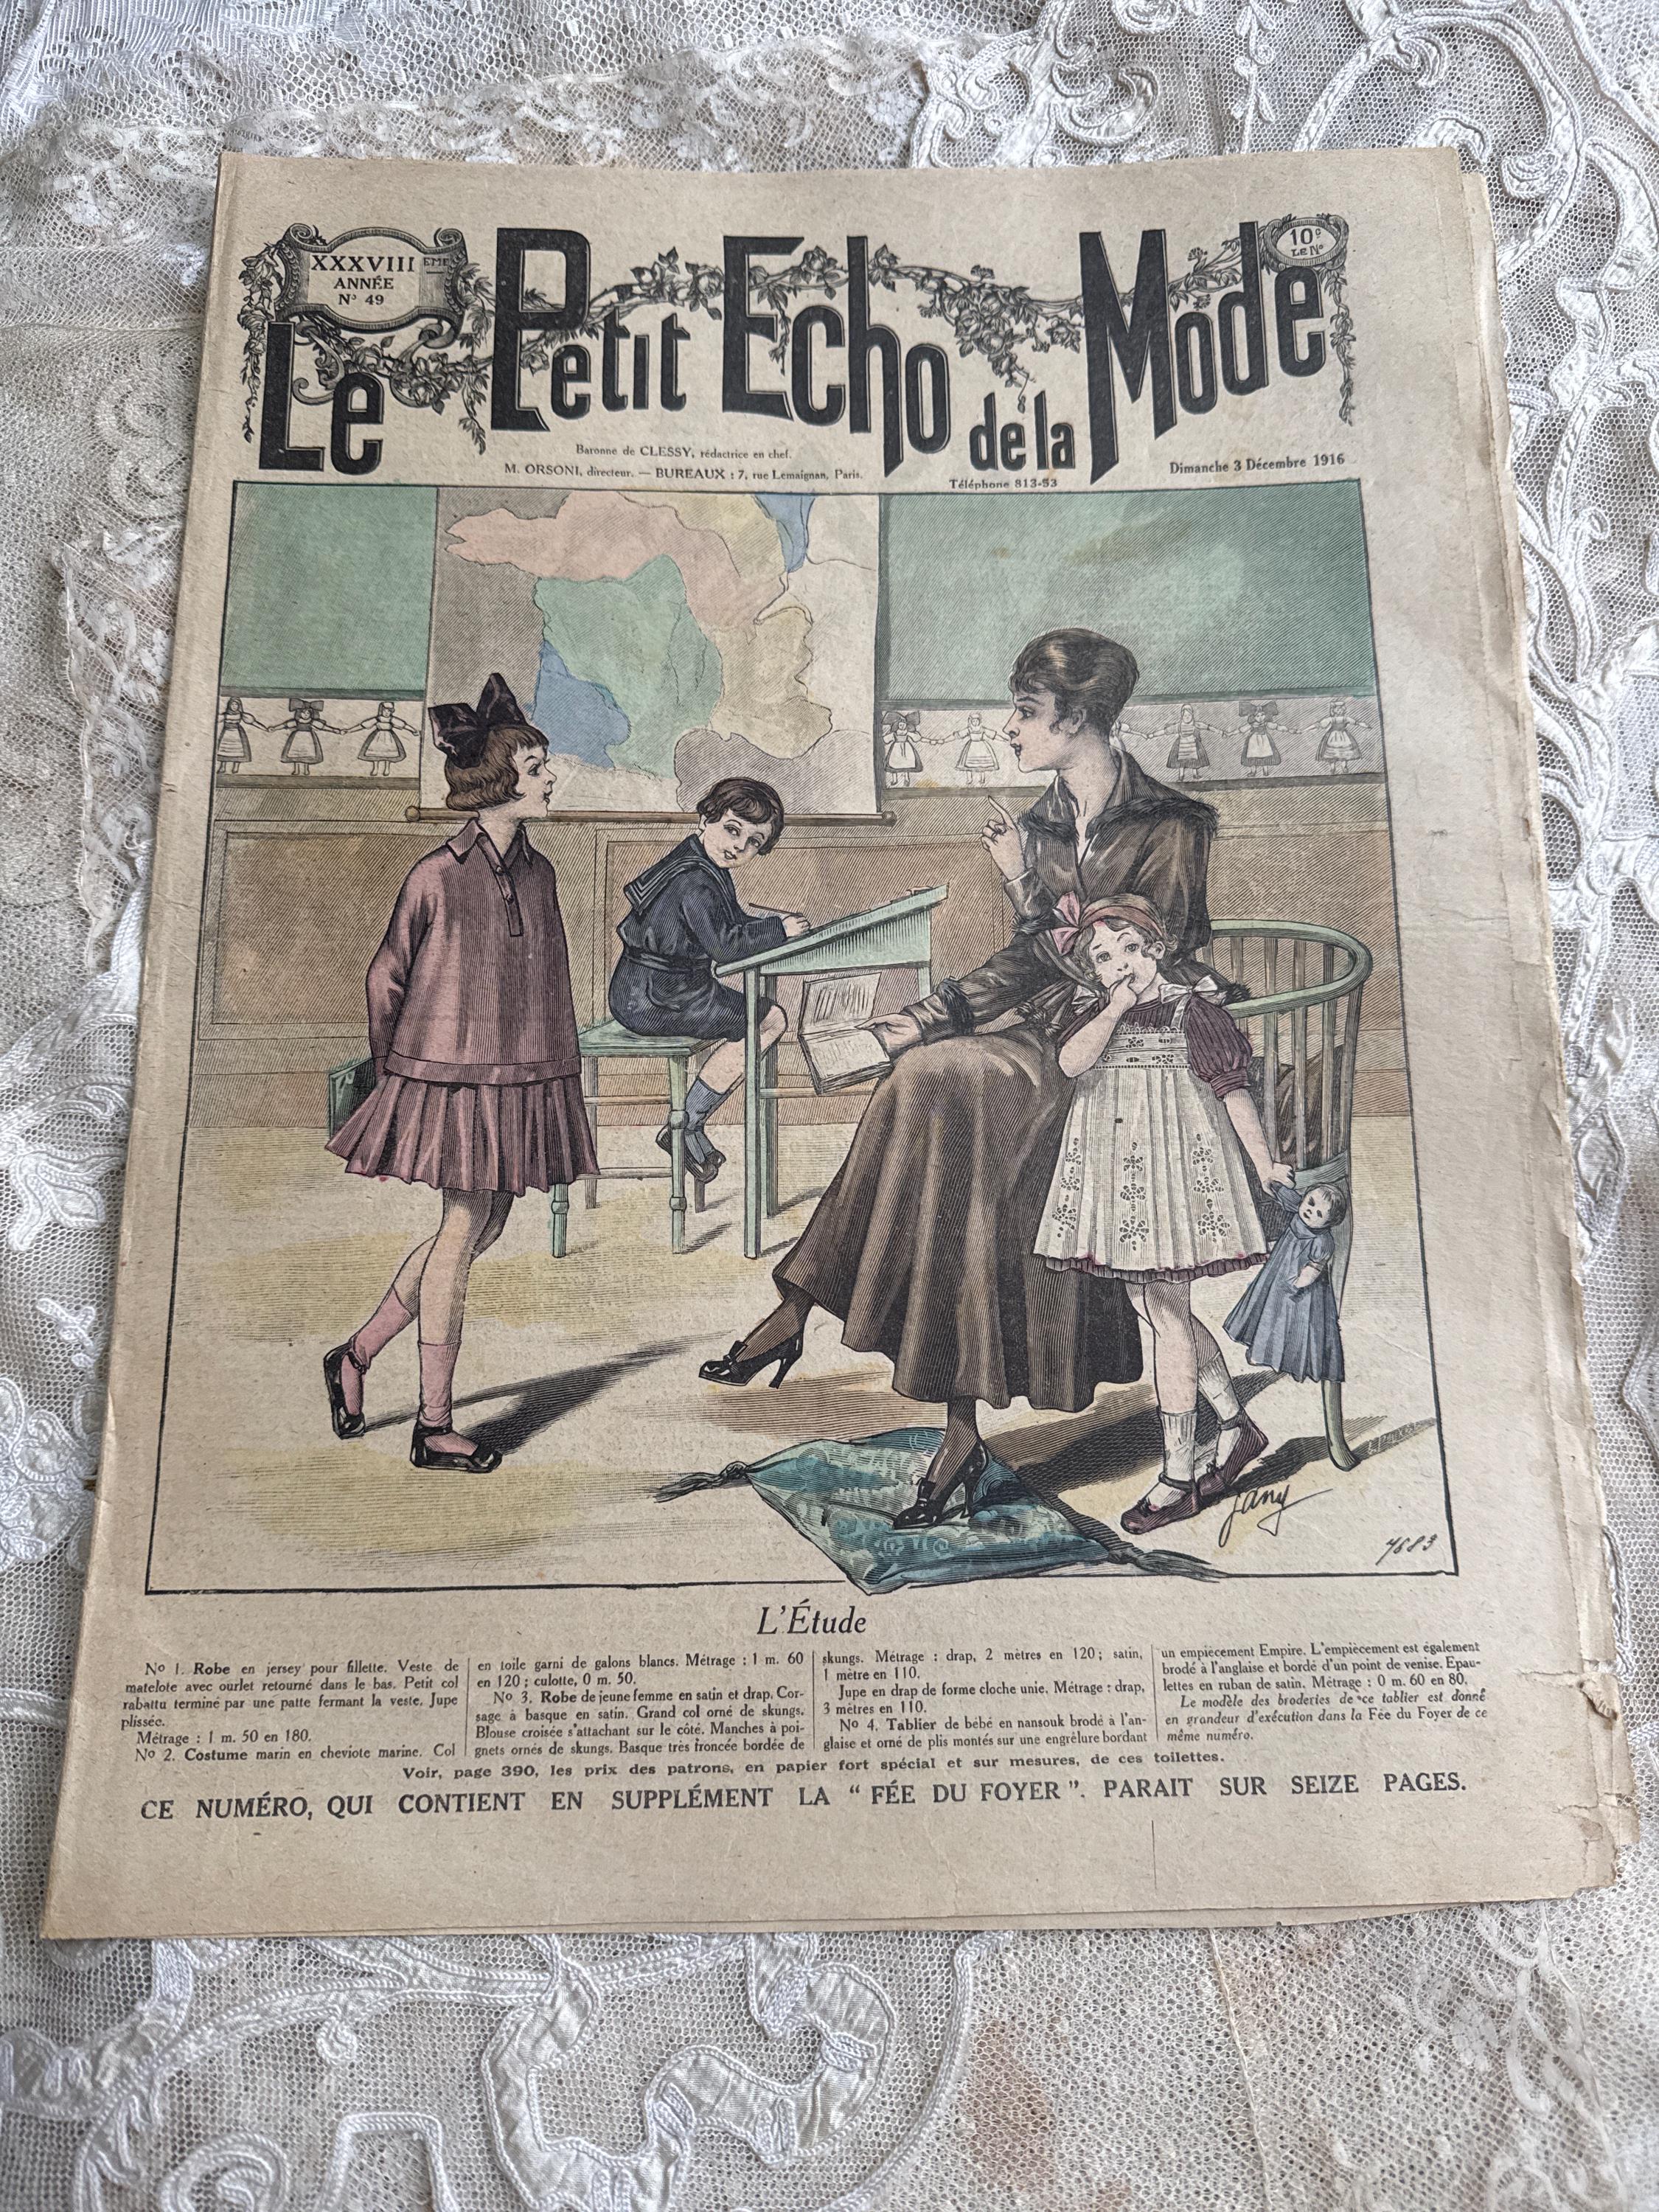 XXXVIII EME
ANNÉE
No 49
10c
LE No
Le Petit Echo de la Mode
Baronne de CLESSY, rédactrice en chef.
M. ORSONI, directeur. — BUREAUX : 7, rue Lemaignan, Paris.
Téléphone 813-53
Dimanche 3 Décembre 1916
Jany
7683
L'Étude
No 1. Robe en jersey pour fillette. Veste de
matelote avec ourlet retourné dans le bas. Petit col
rabattu terminé par une patte fermant la veste. Jupe
plissée.
Métrage : 1 m. 50 en 180.
No 2. Costume marin en cheviote marine. Col
en toile garni de galons blancs. Métrage : 1 m. 60
en 120 ; culotte, 0 m. 50.
No 3. Robe de jeune femme en satin et drap. Cor-
sage à basque en satin. Grand col orné de skungs.
Blouse croisée s'attachant sur le côté. Manches à poi-
gnets ornés de skungs. Basque très froncée bordée de
skungs. Métrage : drap, 2 mètres en 120 ; satin,
1 mètre en 110.
Jupe en drap de forme cloche unie. Métrage : drap,
3 mètres en 110.
No 4. Tablier de bébé en nansouk brodé à l'an-
glaise et orné de plis montés sur une engrêlure bordant
un empiècement Empire. L'empiècement est également
brodé à l'anglaise et bordé d'un point de venise. Epau-
lettes en ruban de satin. Métrage : 0 m. 60 en 80.
Le modèle des broderies de ce tablier est donné
en grandeur d'exécution dans la Fée du Foyer de ce
même numéro.
Voir, page 390, les prix des patrons, en papier fort spécial et sur mesures, de ces toilettes.
CE NUMÉRO, QUI CONTIENT EN SUPPLÉMENT LA “ FÉE DU FOYER ”. PARAIT SUR SEIZE PAGES.